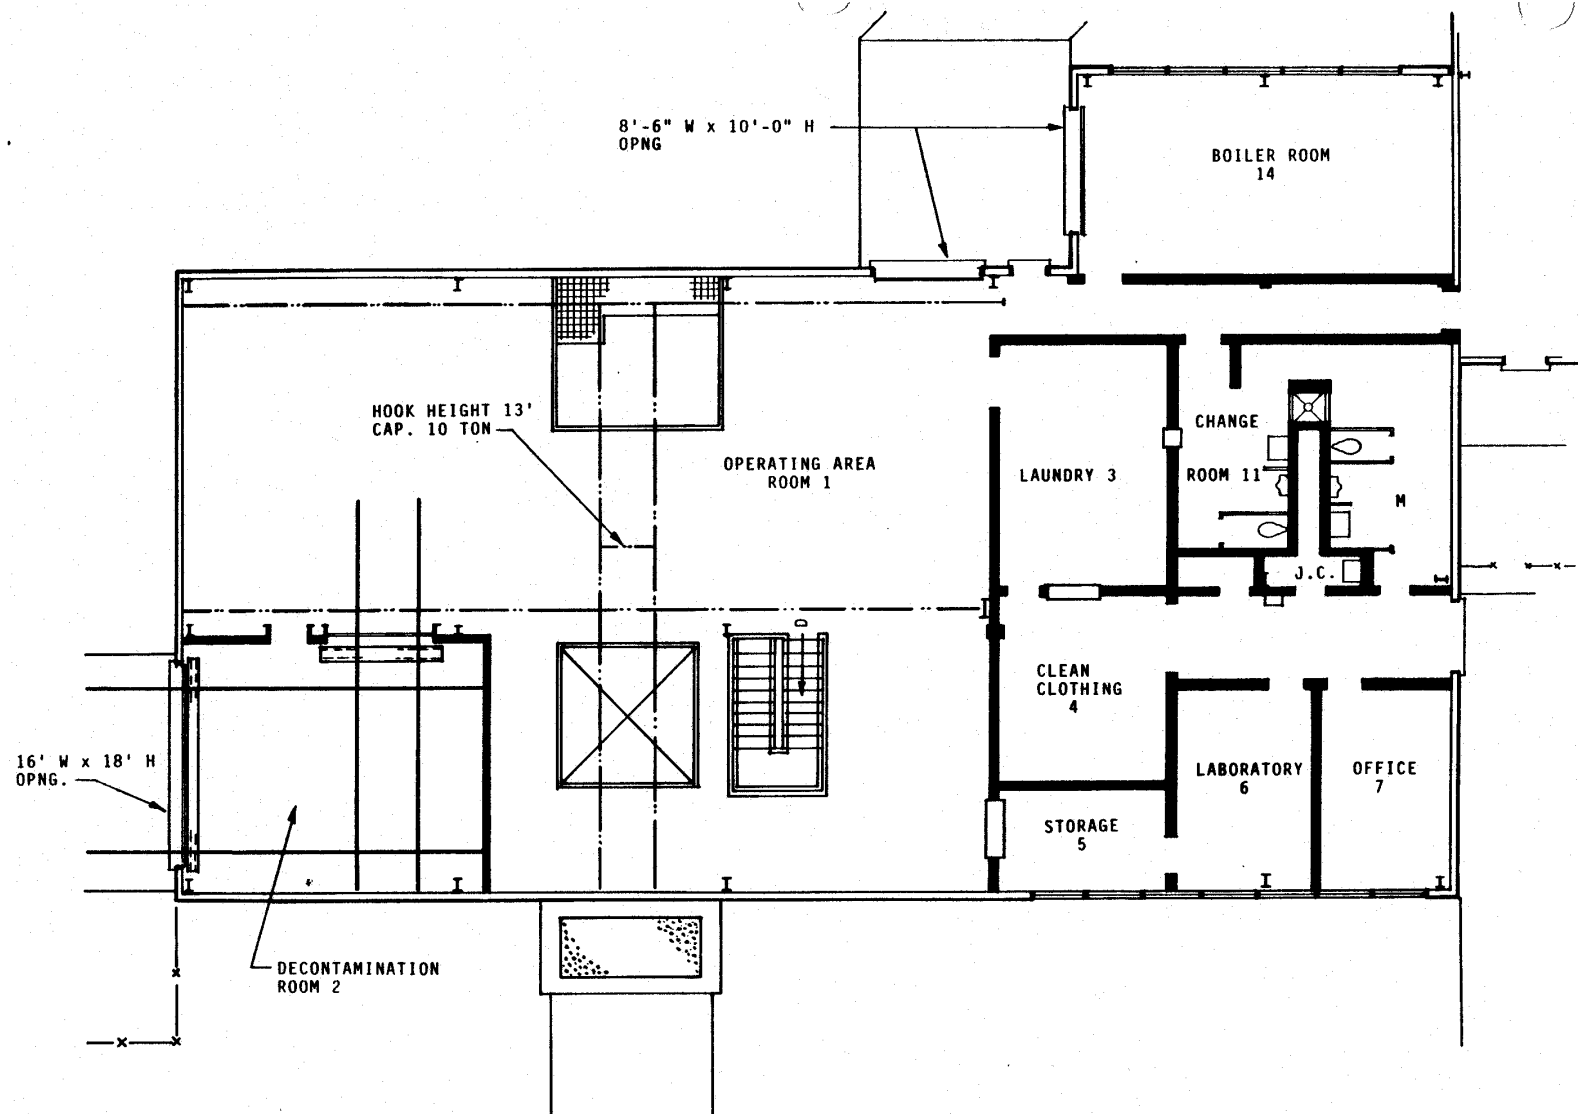 8'-6" W x 10'-0" H
OPNG
BOILER ROOM
14
HOOK HEIGHT 13'
CAP. 10 TON
OPERATING AREA
ROOM 1
LAUNDRY 3
CHANGE
ROOM 11
M
J.C.
D
CLEAN
CLOTHING
4
16' W x 18' H
OPNG.
LABORATORY
6
OFFICE
7
STORAGE
5
DECONTAMINATION
ROOM 2